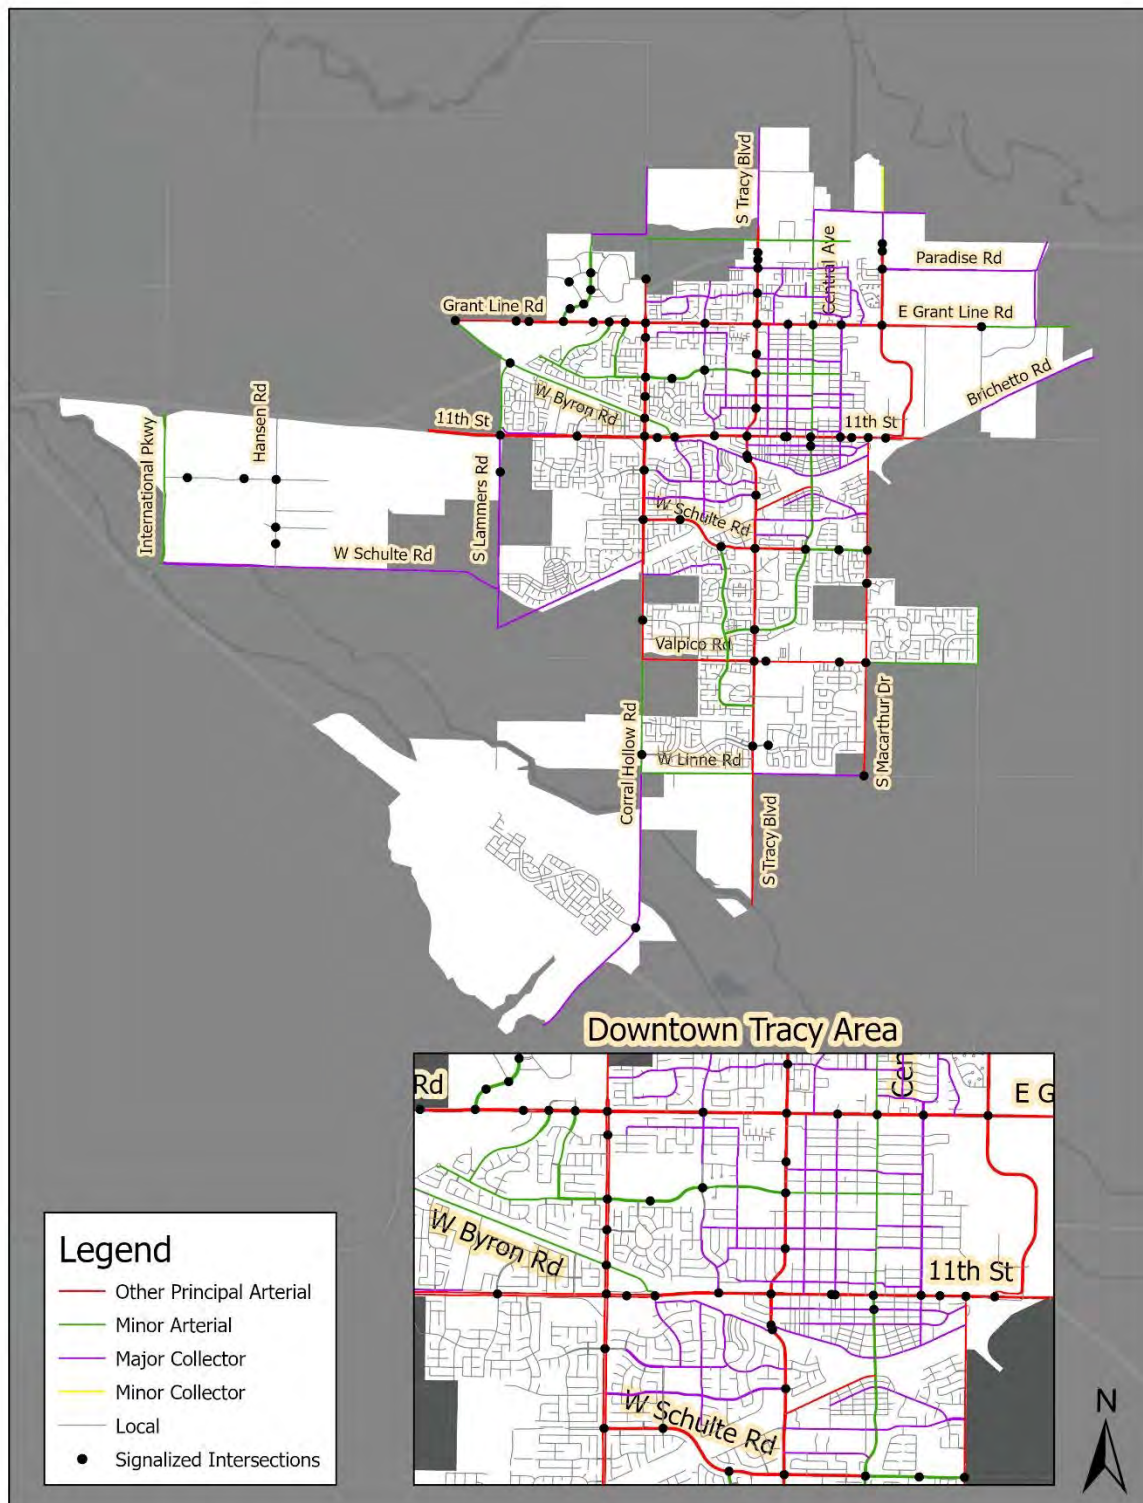 S Tracy Blvd
Central Ave
Paradise Rd
Grant Line Rd
E Grant Line Rd
Brichetto Rd
W Byron Rd
11th St
11th St
Hansen Rd
International Pkwy
S Lammers Rd
W Schulte Rd
W Schulte Rd
Valpico Rd
S Macarthur Dr
Corral Hollow Rd
W Linne Rd
S Tracy Blvd
Downtown Tracy Area
Rd
Cen
E G
W Byron Rd
11th St
W Schulte Rd
Legend
Other Principal Arterial
Minor Arterial
Major Collector
Minor Collector
Local
Signalized Intersections
N